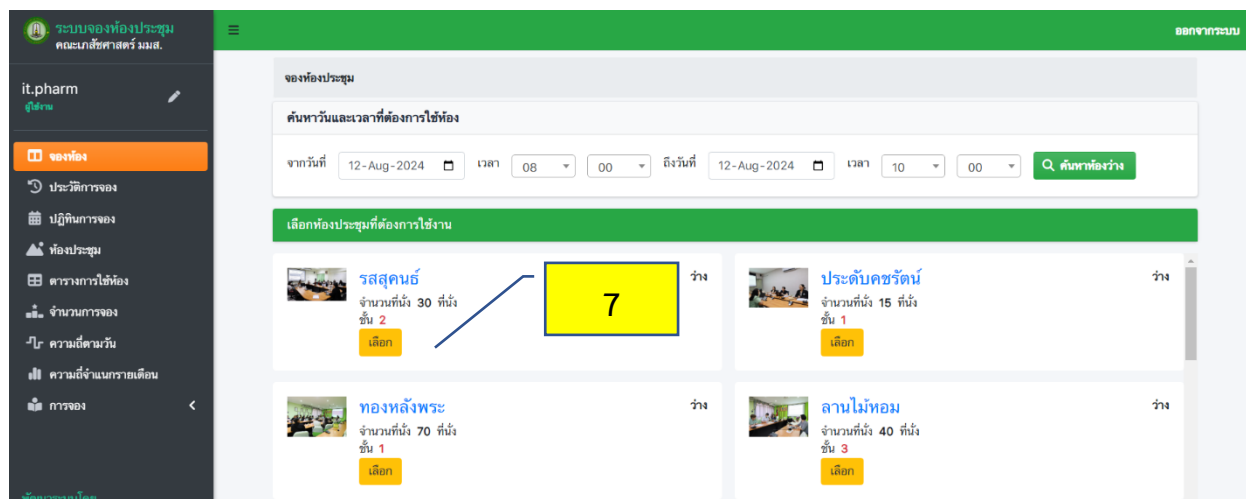 ระบบจองห้องประชุม
คณะเภสัชศาสตร์ มมส.
ออกจากระบบ
it.pharm
ผู้ใช้งาน
จองห้อง
ประวัติการจอง
ปฏิทินการจอง
ห้องประชุม
ตารางการใช้ห้อง
จำนวนการจอง
ความถี่ตามวัน
ความถี่จำแนกรายเดือน
การจอง
พัฒนาระบบโดย
จองห้องประชุม
ค้นหาวันและเวลาที่ต้องการใช้ห้อง
จากวันที่ 12-Aug-2024 เวลา 08 00 ถึงวันที่ 12-Aug-2024 เวลา 10 00 ค้นหาห้องว่าง
เลือกห้องประชุมที่ต้องการใช้งาน
รสสุคนธ์ ว่าง
จำนวนที่นั่ง 30 ที่นั่ง
ชั้น 2
เลือก
7
ประดับคชรัตน์ ว่าง
จำนวนที่นั่ง 15 ที่นั่ง
ชั้น 1
เลือก
ทองหลังพระ ว่าง
จำนวนที่นั่ง 70 ที่นั่ง
ชั้น 1
เลือก
ลานไม้หอม ว่าง
จำนวนที่นั่ง 40 ที่นั่ง
ชั้น 3
เลือก